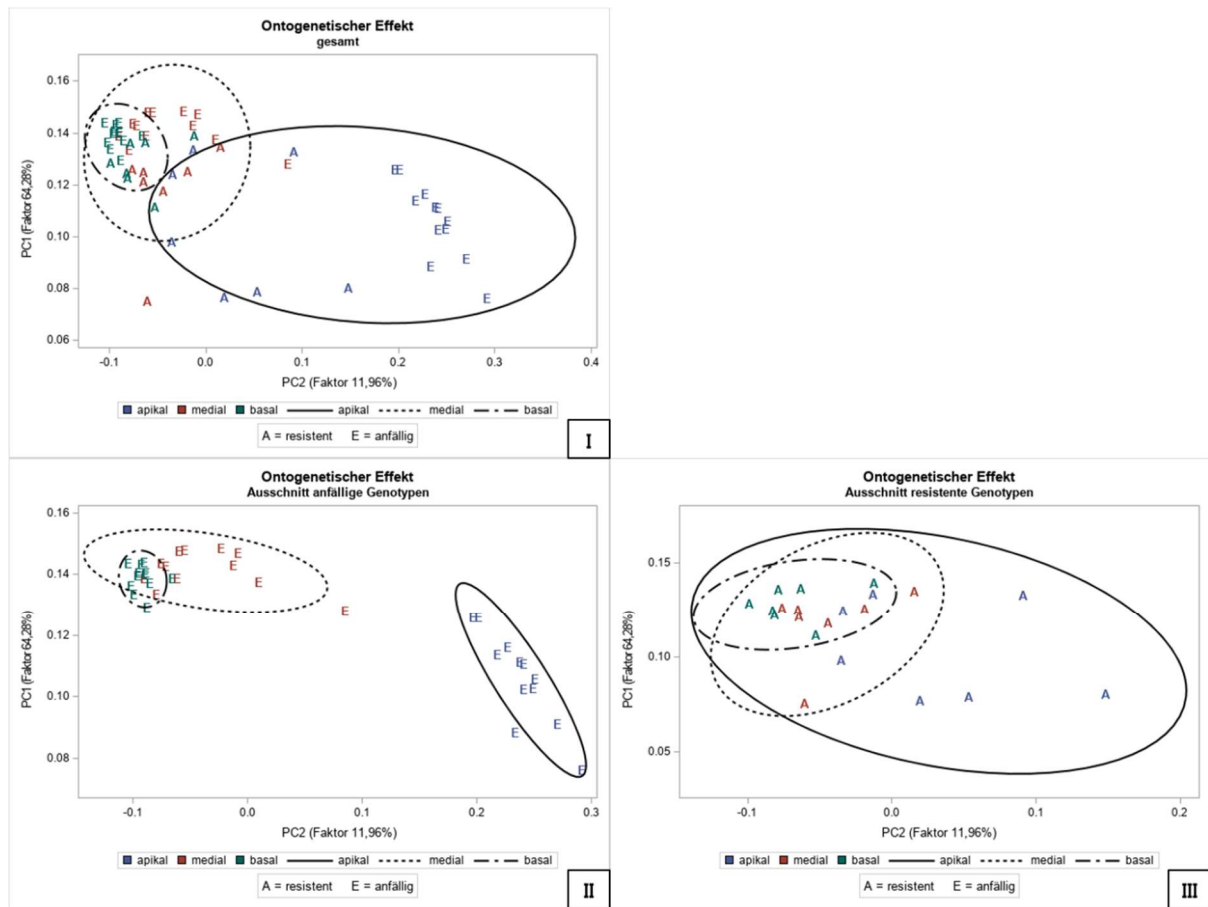 Ontogenetischer Effekt
gesamt
PC1 (Faktor 64,28%)
0.16
0.14
0.12
0.10
0.08
0.06
-0.1 0.0 0.1 0.2 0.3 0.4
PC2 (Faktor 11,96%)
apikal medial basal apikal medial basal
A = resistent E = anfällig
I
Ontogenetischer Effekt
Ausschnitt anfällige Genotypen
PC1 (Faktor 64,28%)
0.16
0.14
0.12
0.10
0.08
-0.1 0.0 0.1 0.2 0.3
PC2 (Faktor 11,96%)
apikal medial basal apikal medial basal
A = resistent E = anfällig
II
Ontogenetischer Effekt
Ausschnitt resistente Genotypen
PC1 (Faktor 64,28%)
0.15
0.10
0.05
-0.1 0.0 0.1 0.2
PC2 (Faktor 11,96%)
apikal medial basal apikal medial basal
A = resistent E = anfällig
III